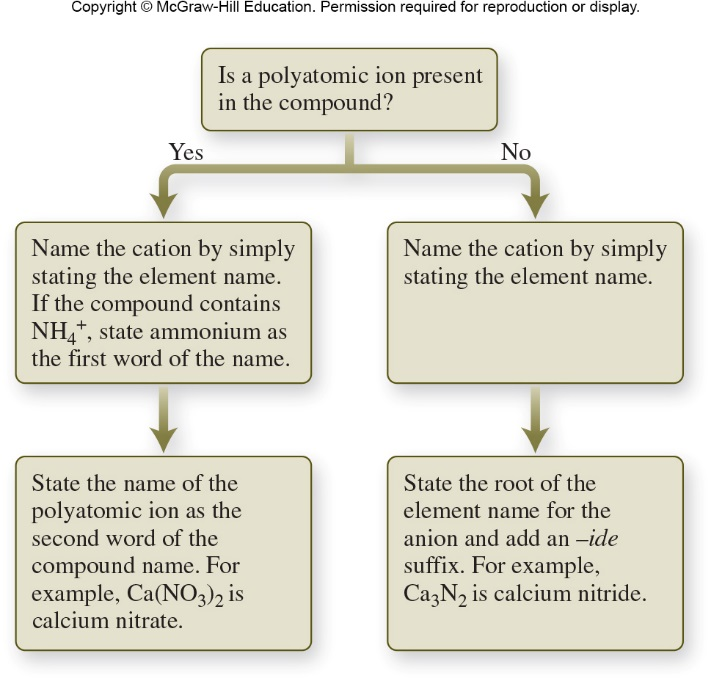 Copyright © McGraw-Hill Education. Permission required for reproduction or display.
Is a polyatomic ion present
in the compound?
Yes
No
Name the cation by simply
stating the element name.
If the compound contains
NH₄⁺, state ammonium as
the first word of the name.
Name the cation by simply
stating the element name.
State the name of the
polyatomic ion as the
second word of the
compound name. For
example, Ca(NO₃)₂ is
calcium nitrate.
State the root of the
element name for the
anion and add an –ide
suffix. For example,
Ca₃N₂ is calcium nitride.